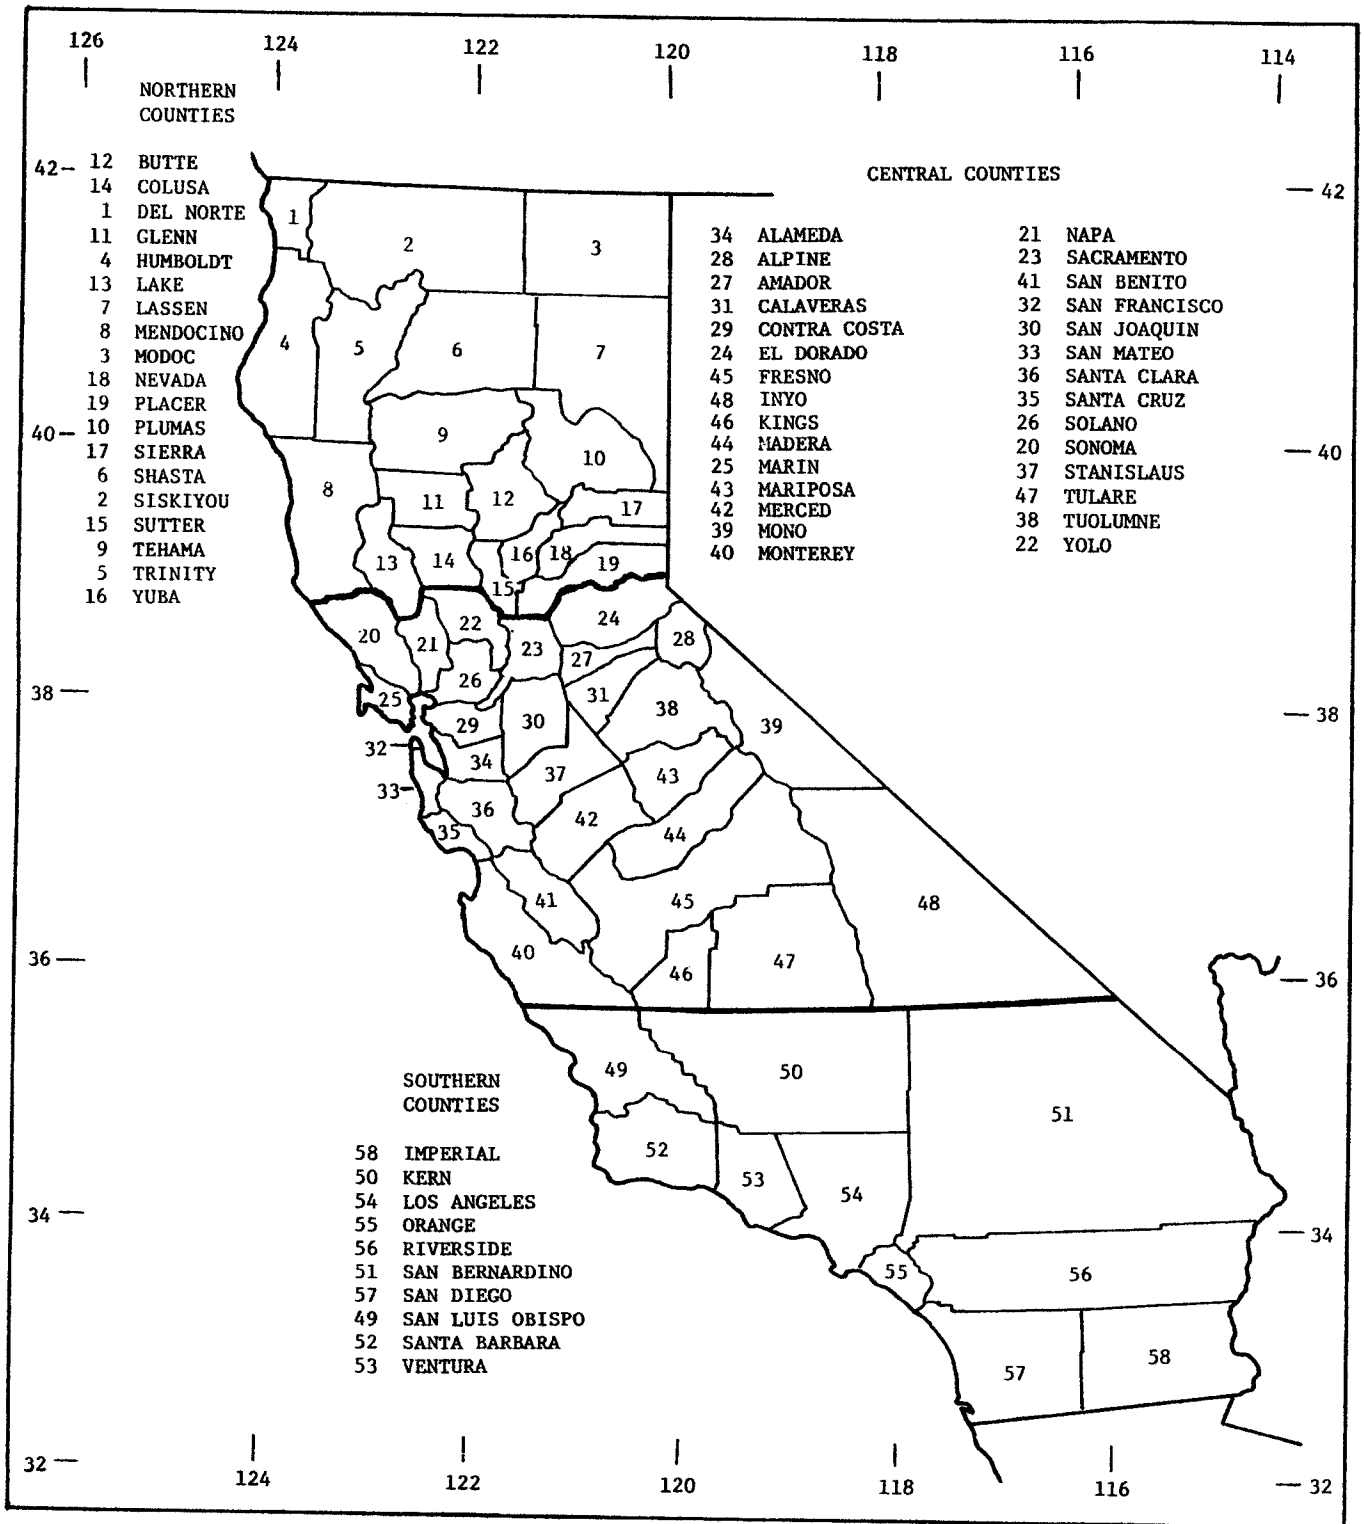 126 124 122 120 118 116 114
NORTHERN
COUNTIES
42
12 BUTTE
14 COLUSA
1 DEL NORTE
11 GLENN
4 HUMBOLDT
13 LAKE
7 LASSEN
8 MENDOCINO
3 MODOC
18 NEVADA
19 PLACER
10 PLUMAS
17 SIERRA
6 SHASTA
2 SISKIYOU
15 SUTTER
9 TEHAMA
5 TRINITY
16 YUBA
40
38
36
34
32
CENTRAL COUNTIES
34 ALAMEDA
28 ALPINE
27 AMADOR
31 CALAVERAS
29 CONTRA COSTA
24 EL DORADO
45 FRESNO
48 INYO
46 KINGS
44 MADERA
25 MARIN
43 MARIPOSA
42 MERCED
39 MONO
40 MONTEREY
21 NAPA
23 SACRAMENTO
41 SAN BENITO
32 SAN FRANCISCO
30 SAN JOAQUIN
33 SAN MATEO
36 SANTA CLARA
35 SANTA CRUZ
26 SOLANO
20 SONOMA
37 STANISLAUS
47 TULARE
38 TUOLUMNE
22 YOLO
42
40
38
36
34
32
1
2
3
4
5
6
7
9
10
8
11
12
17
13
14
16
18
19
15
20
21
22
23
24
28
27
26
25
31
38
39
29
30
32
34
37
43
33
36
35
42
44
41
45
48
40
46
47
49
50
51
SOUTHERN
COUNTIES
58 IMPERIAL
50 KERN
54 LOS ANGELES
55 ORANGE
56 RIVERSIDE
51 SAN BERNARDINO
57 SAN DIEGO
49 SAN LUIS OBISPO
52 SANTA BARBARA
53 VENTURA
52
53
54
55
56
57
58
124 122 120 118 116